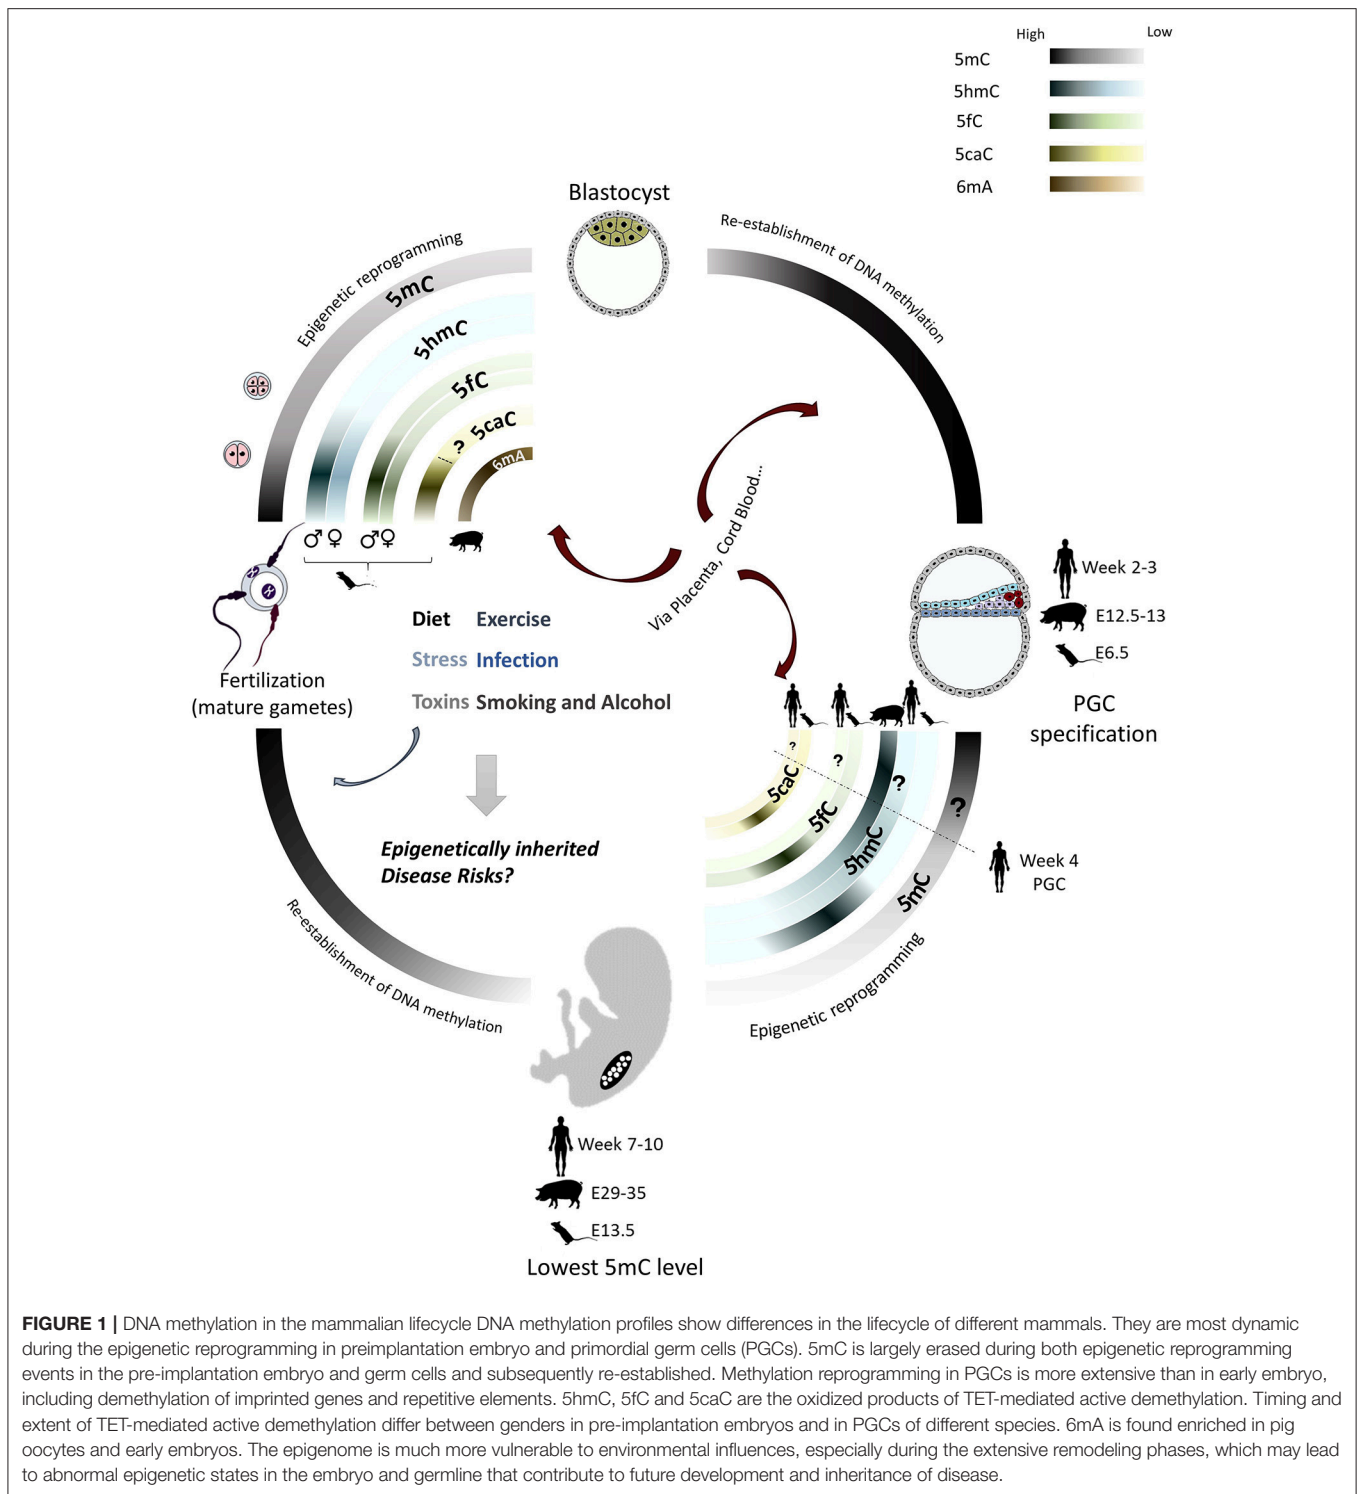 High Low
5mC
5hmC
5fC
5caC
6mA
Blastocyst
Epigenetic reprogramming
Re-establishment of DNA methylation
5mC
5hmC
5fC
? 5caC
6mA
♂ ♀ ♂ ♀
Via Placenta, Cord Blood...
Fertilization
(mature gametes)
Diet Exercise
Stress Infection
Toxins Smoking and Alcohol
Epigenetically inherited
Disease Risks?
Week 2-3
E12.5-13
E6.5
PGC
specification
? ? ? ?
5caC
5fC
5hmC
5mC
Week 4
PGC
Epigenetic reprogramming
Re-establishment of DNA methylation
Week 7-10
E29-35
E13.5
Lowest 5mC level
FIGURE 1 | DNA methylation in the mammalian lifecycle DNA methylation profiles show differences in the lifecycle of different mammals. They are most dynamic
during the epigenetic reprogramming in preimplantation embryo and primordial germ cells (PGCs). 5mC is largely erased during both epigenetic reprogramming
events in the pre-implantation embryo and germ cells and subsequently re-established. Methylation reprogramming in PGCs is more extensive than in early embryo,
including demethylation of imprinted genes and repetitive elements. 5hmC, 5fC and 5caC are the oxidized products of TET-mediated active demethylation. Timing and
extent of TET-mediated active demethylation differ between genders in pre-implantation embryos and in PGCs of different species. 6mA is found enriched in pig
oocytes and early embryos. The epigenome is much more vulnerable to environmental influences, especially during the extensive remodeling phases, which may lead
to abnormal epigenetic states in the embryo and germline that contribute to future development and inheritance of disease.